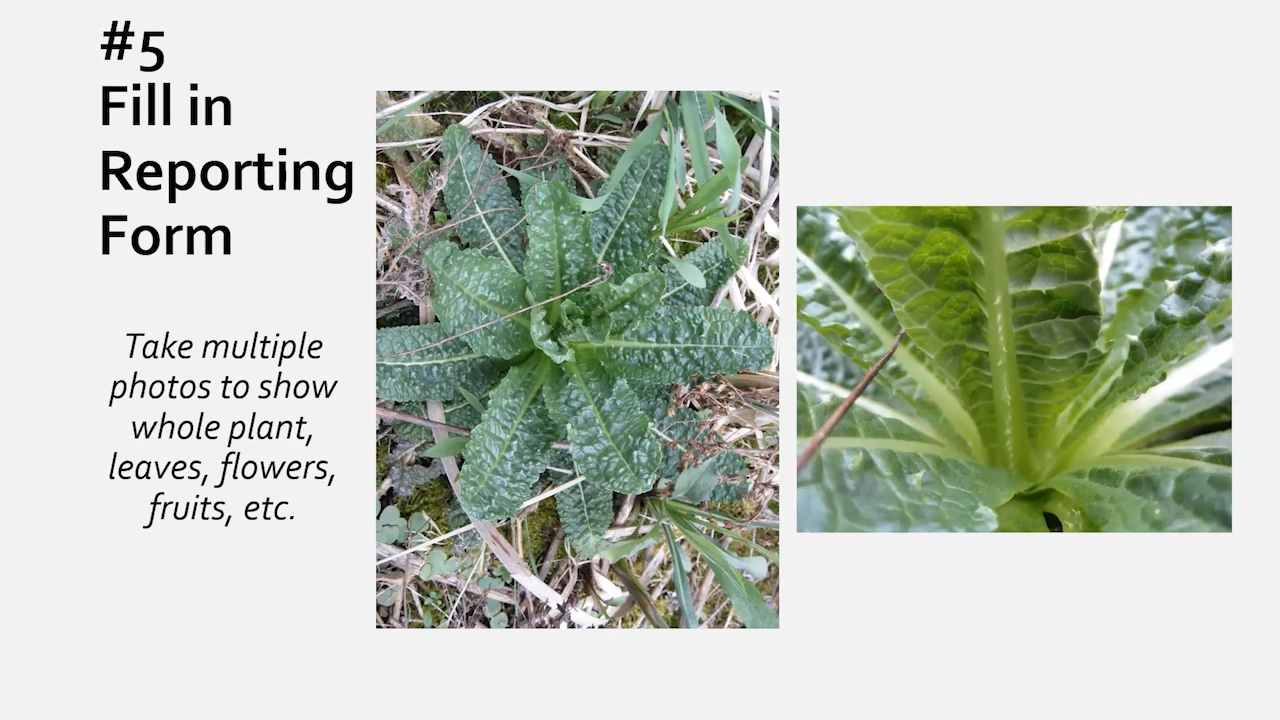 #5
Fill in
Reporting
Form
Take multiple
photos to show
whole plant,
leaves, flowers,
fruits, etc.